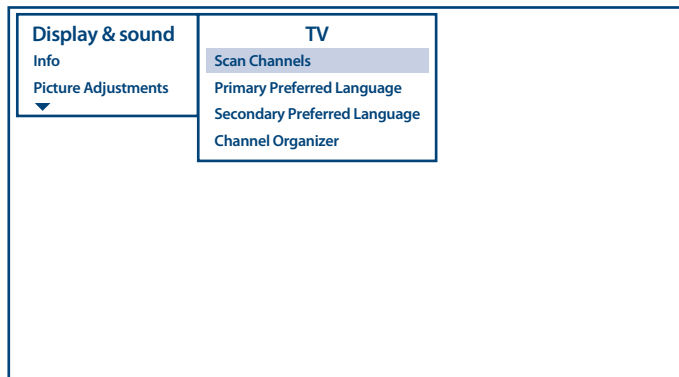 Display & sound
Info
Picture Adjustments
TV
Scan Channels
Primary Preferred Language
Secondary Preferred Language
Channel Organizer